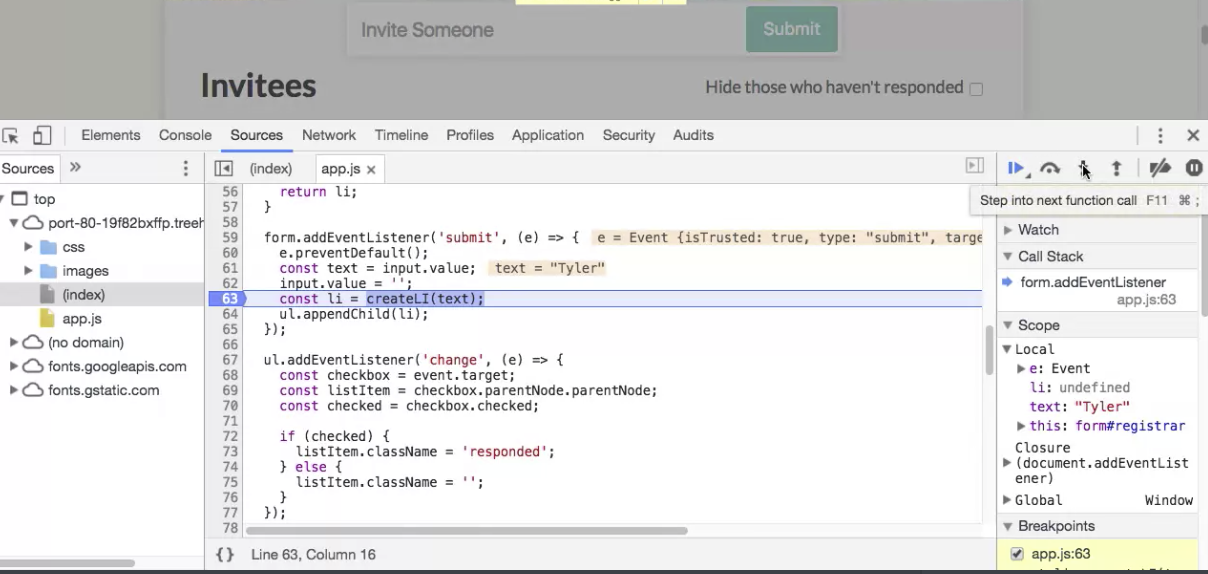 Invite Someone
Submit
Invitees
Hide those who haven't responded
Elements Console Sources Network Timeline Profiles Application Security Audits
Sources
(index)
app.js ×
top
port-80-19f82bxffp.treeh
css
images
(index)
app.js
(no domain)
fonts.googleapis.com
fonts.gstatic.com
56 return li;
57 }
58
59 form.addEventListener('submit', (e) => { e = Event {isTrusted: true, type: "submit", targe
60 e.preventDefault();
61 const text = input.value; text = "Tyler"
62 input.value = '';
63 const li = createLI(text);
64 ul.appendChild(li);
65 });
66
67 ul.addEventListener('change', (e) => {
68 const checkbox = event.target;
69 const listItem = checkbox.parentNode.parentNode;
70 const checked = checkbox.checked;
71
72 if (checked) {
73 listItem.className = 'responded';
74 } else {
75 listItem.className = '';
76 }
77 });
78
{} Line 63, Column 16
Step into next function call F11 ⌘ ;
Watch
Call Stack
form.addEventListener
app.js:63
Scope
Local
e: Event
li: undefined
text: "Tyler"
this: form#registrar
Closure
(document.addEventList
ener)
Global Window
Breakpoints
app.js:63